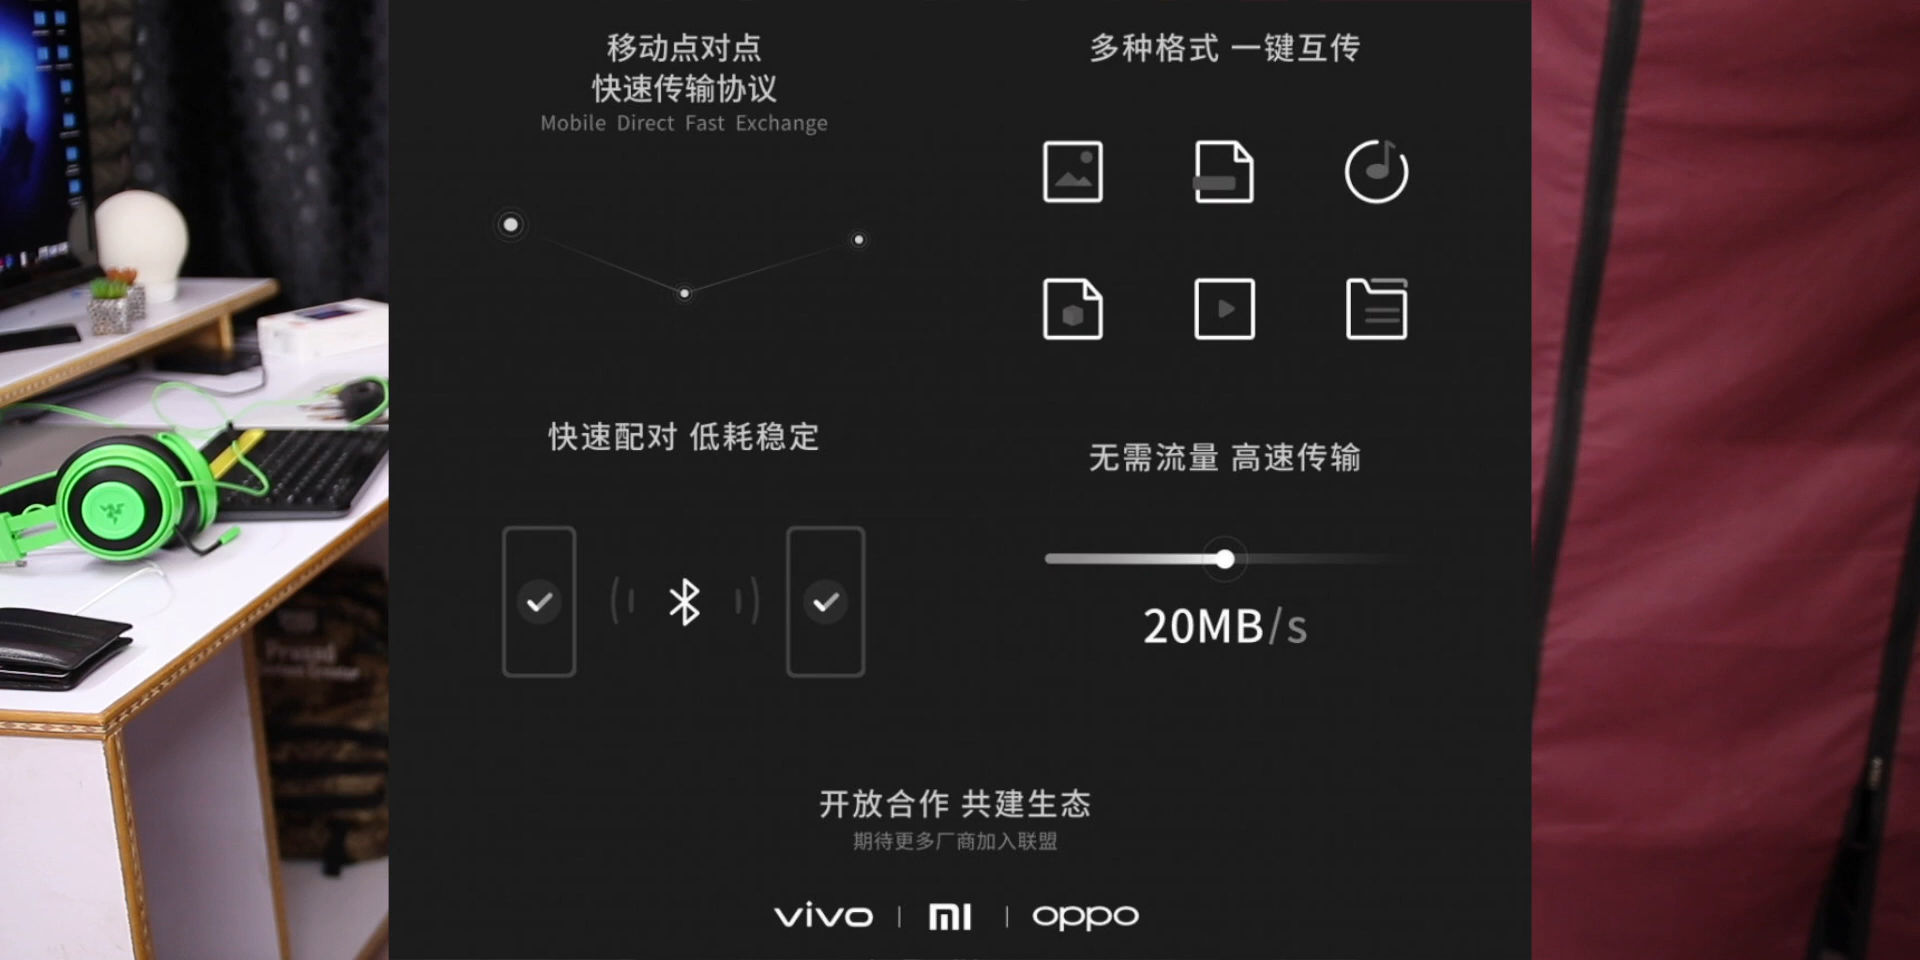 移动点对点
快速传输协议
Mobile Direct Fast Exchange
多种格式 一键互传
快速配对 低耗稳定
无需流量 高速传输
20MB/s
开放合作 共建生态
期待更多厂商加入联盟
vivo | mi | oppo
Prasad